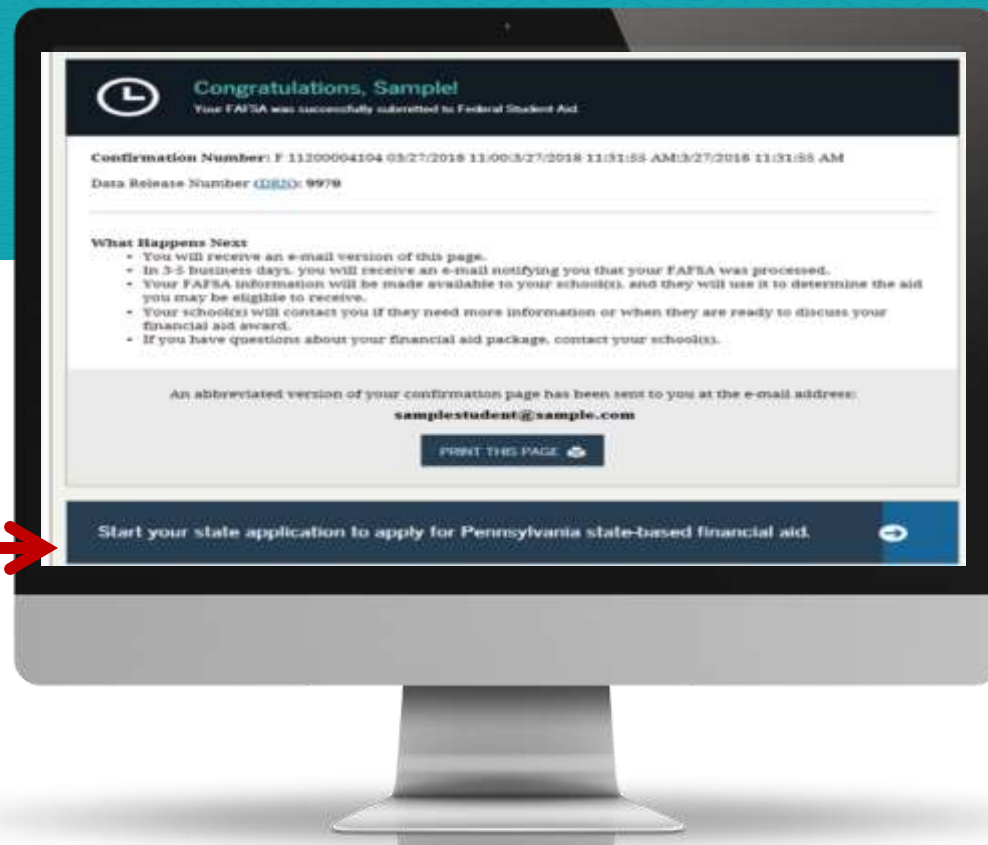 Congratulations, Sample!
Your FAFSA was successfully submitted to Federal Student Aid.
Confirmation Number: F 11200004104 03/27/2018 11:00:3/27/2018 11:31:55 AM:3/27/2018 11:31:55 AM
Data Release Number (DRN): 9978
What Happens Next
• You will receive an e-mail version of this page.
• In 3-5 business days, you will receive an e-mail notifying you that your FAFSA was processed.
• Your FAFSA information will be made available to your school(s), and they will use it to determine the aid
you may be eligible to receive.
• Your school(s) will contact you if they need more information or when they are ready to discuss your
financial aid award.
• If you have questions about your financial aid package, contact your school(s).
An abbreviated version of your confirmation page has been sent to you at the e-mail address:
samplestudent@sample.com
PRINT THIS PAGE
Start your state application to apply for Pennsylvania state-based financial aid.